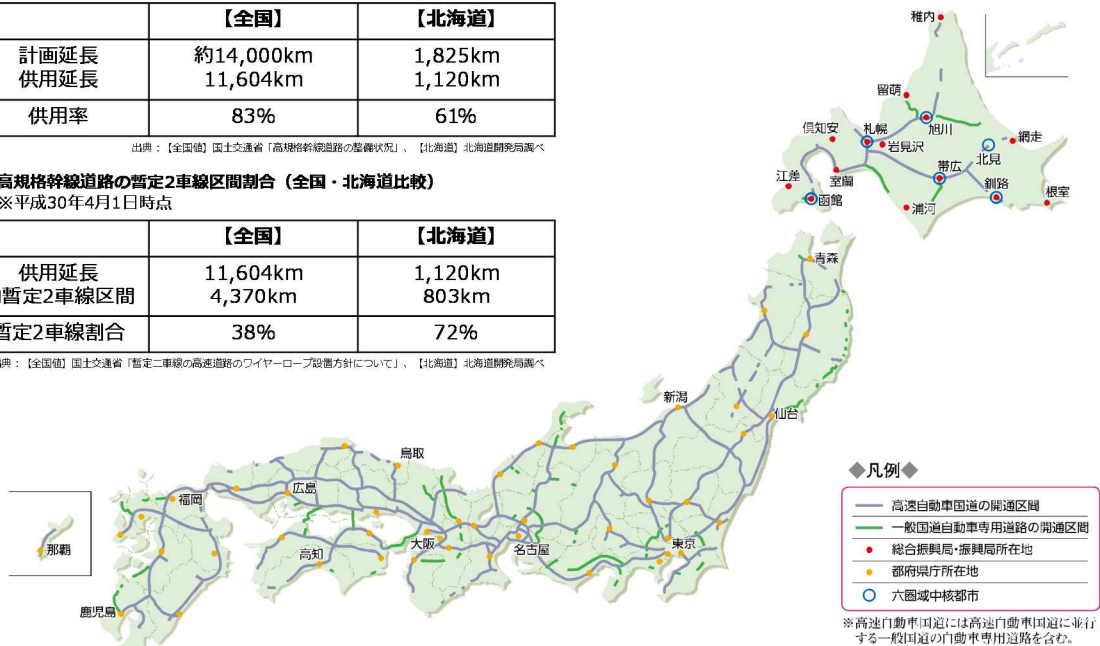 【全国】 【北海道】
計画延長 約14,000km 1,825km
供用延長 11,604km 1,120km
供用率 83% 61%
出典：【全国値】国土交通省「高規格幹線道路の整備状況」、【北海道】北海道開発局調べ
高規格幹線道路の暫定2車線区間割合（全国・北海道比較）
※平成30年4月1日時点
【全国】 【北海道】
供用延長 11,604km 1,120km
暫定2車線区間 4,370km 803km
暫定2車線割合 38% 72%
出典：【全国値】国土交通省「暫定二車線の高速道路のワイヤーロープ設置方針について」、【北海道】北海道開発局調べ
稚内
留萌
倶知安
札幌
旭川
岩見沢
網走
北見
江差
室蘭
帯広
釧路
根室
函館
浦河
青森
新潟
仙台
鳥取
福岡
広島
那覇
高知
大阪
名古屋
東京
鹿児島
◆凡例◆
高速自動車国道の開通区間
一般国道自動車専用道路の開通区間
総合振興局・振興局所在地
都府県庁所在地
六圏域中核都市
※高速自動車国道には高速自動車国道に並行
する一般国道の自動車専用道路を含む。